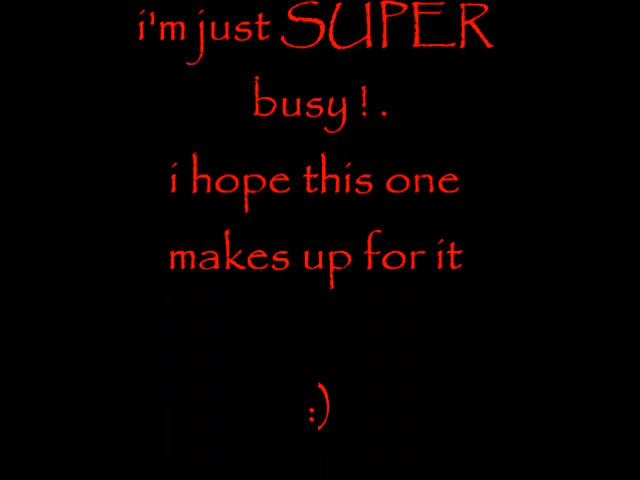 i'm just SUPER
busy ! .
i hope this one
makes up for it
:)